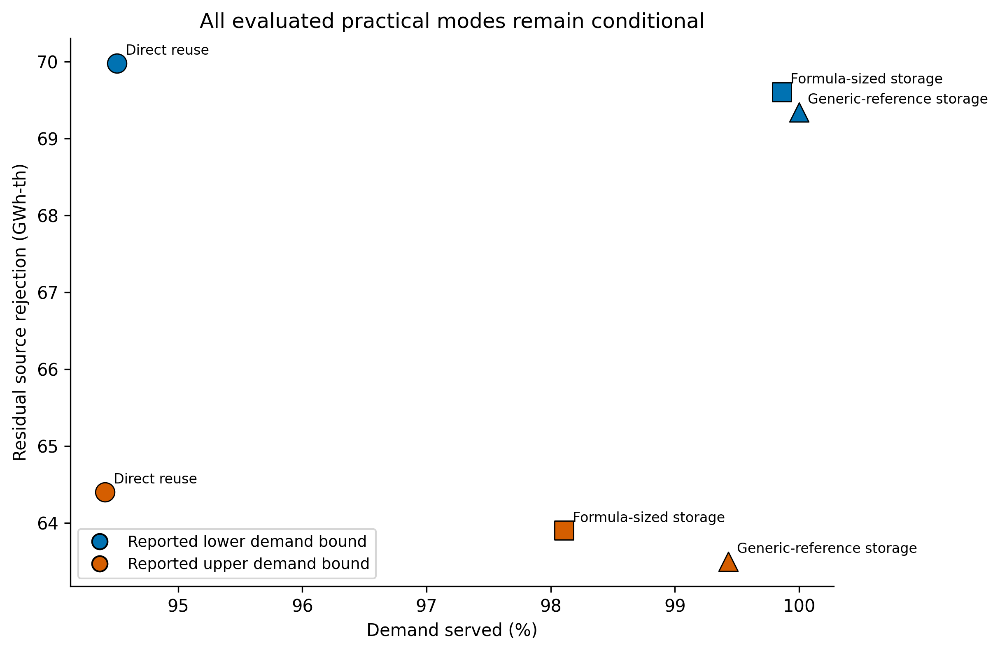 All evaluated practical modes remain conditional
Direct reuse
Formula-sized storage
Generic-reference storage
70
69
68
67
66
65
64
Residual source rejection (GWh-th)
Direct reuse
Formula-sized storage
Generic-reference storage
Reported lower demand bound
Reported upper demand bound
95
96
97
98
99
100
Demand served (%)